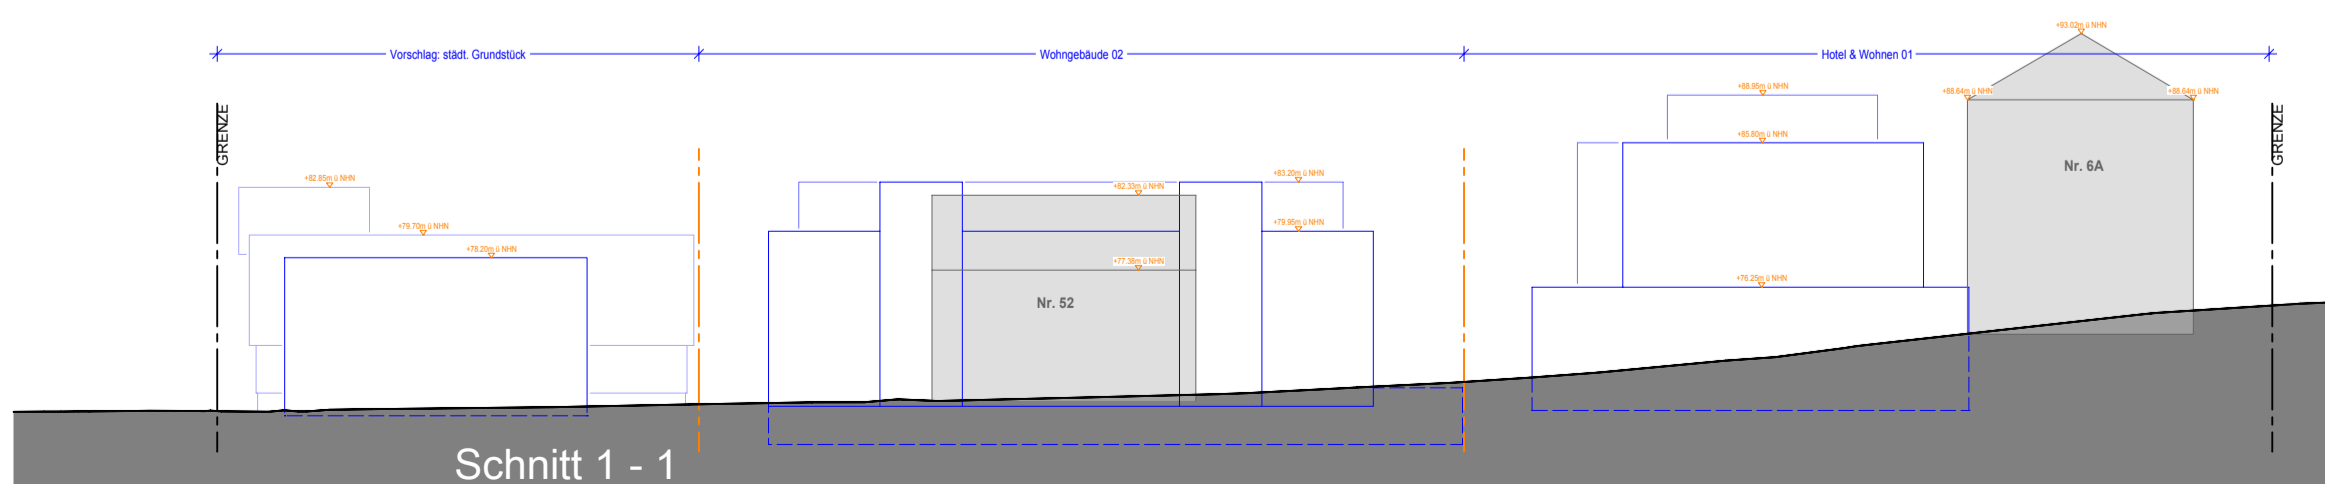 +93.02m ü NHN
Vorschlag: städt. Grundstück
Wohngebäude 02
Hotel & Wohnen 01
+88.95m ü NHN
+88.64m ü NHN
+88.64m ü NHN
GRENZE
GRENZE
+85.80m ü NHN
Nr. 6A
+82.85m ü NHN
+83.20m ü NHN
+82.33m ü NHN
+79.70m ü NHN
+79.95m ü NHN
+78.20m ü NHN
+77.38m ü NHN
+76.25m ü NHN
Nr. 52
Schnitt 1 - 1